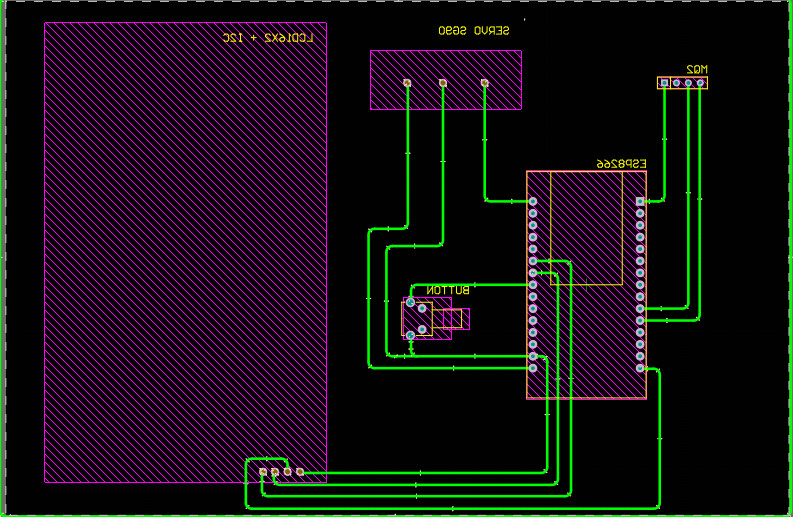 SERVO SG90
LCD16X2 + I2C
MQ2
ESP8266
BUTTON